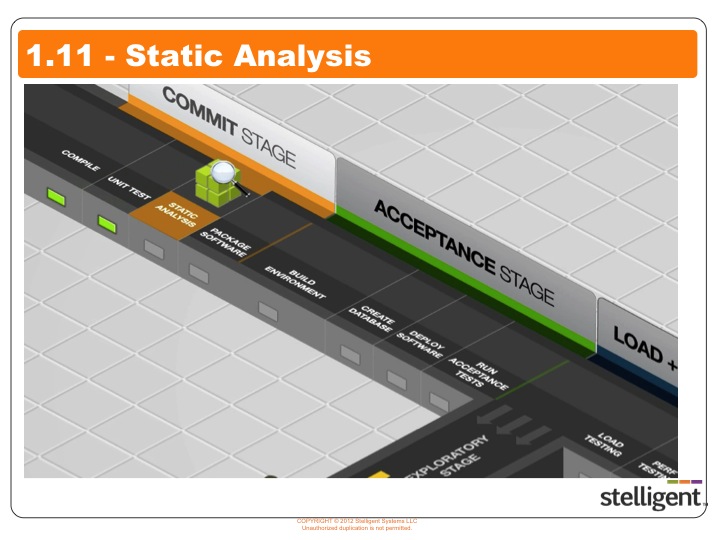 1.11 - Static Analysis
COMMIT STAGE
COMPILE
UNIT TEST
STATIC
ANALYSIS
PACKAGE
SOFTWARE
ACCEPTANCE STAGE
BUILD
ENVIRONMENT
CREATE
DATABASE
DEPLOY
SOFTWARE
RUN
ACCEPTANCE
TESTS
LOAD +
LOAD
TESTING
EXPLORATORY
STAGE
stelligent
COPYRIGHT © 2012 Stelligent Systems LLC
Unauthorized duplication is not permitted.